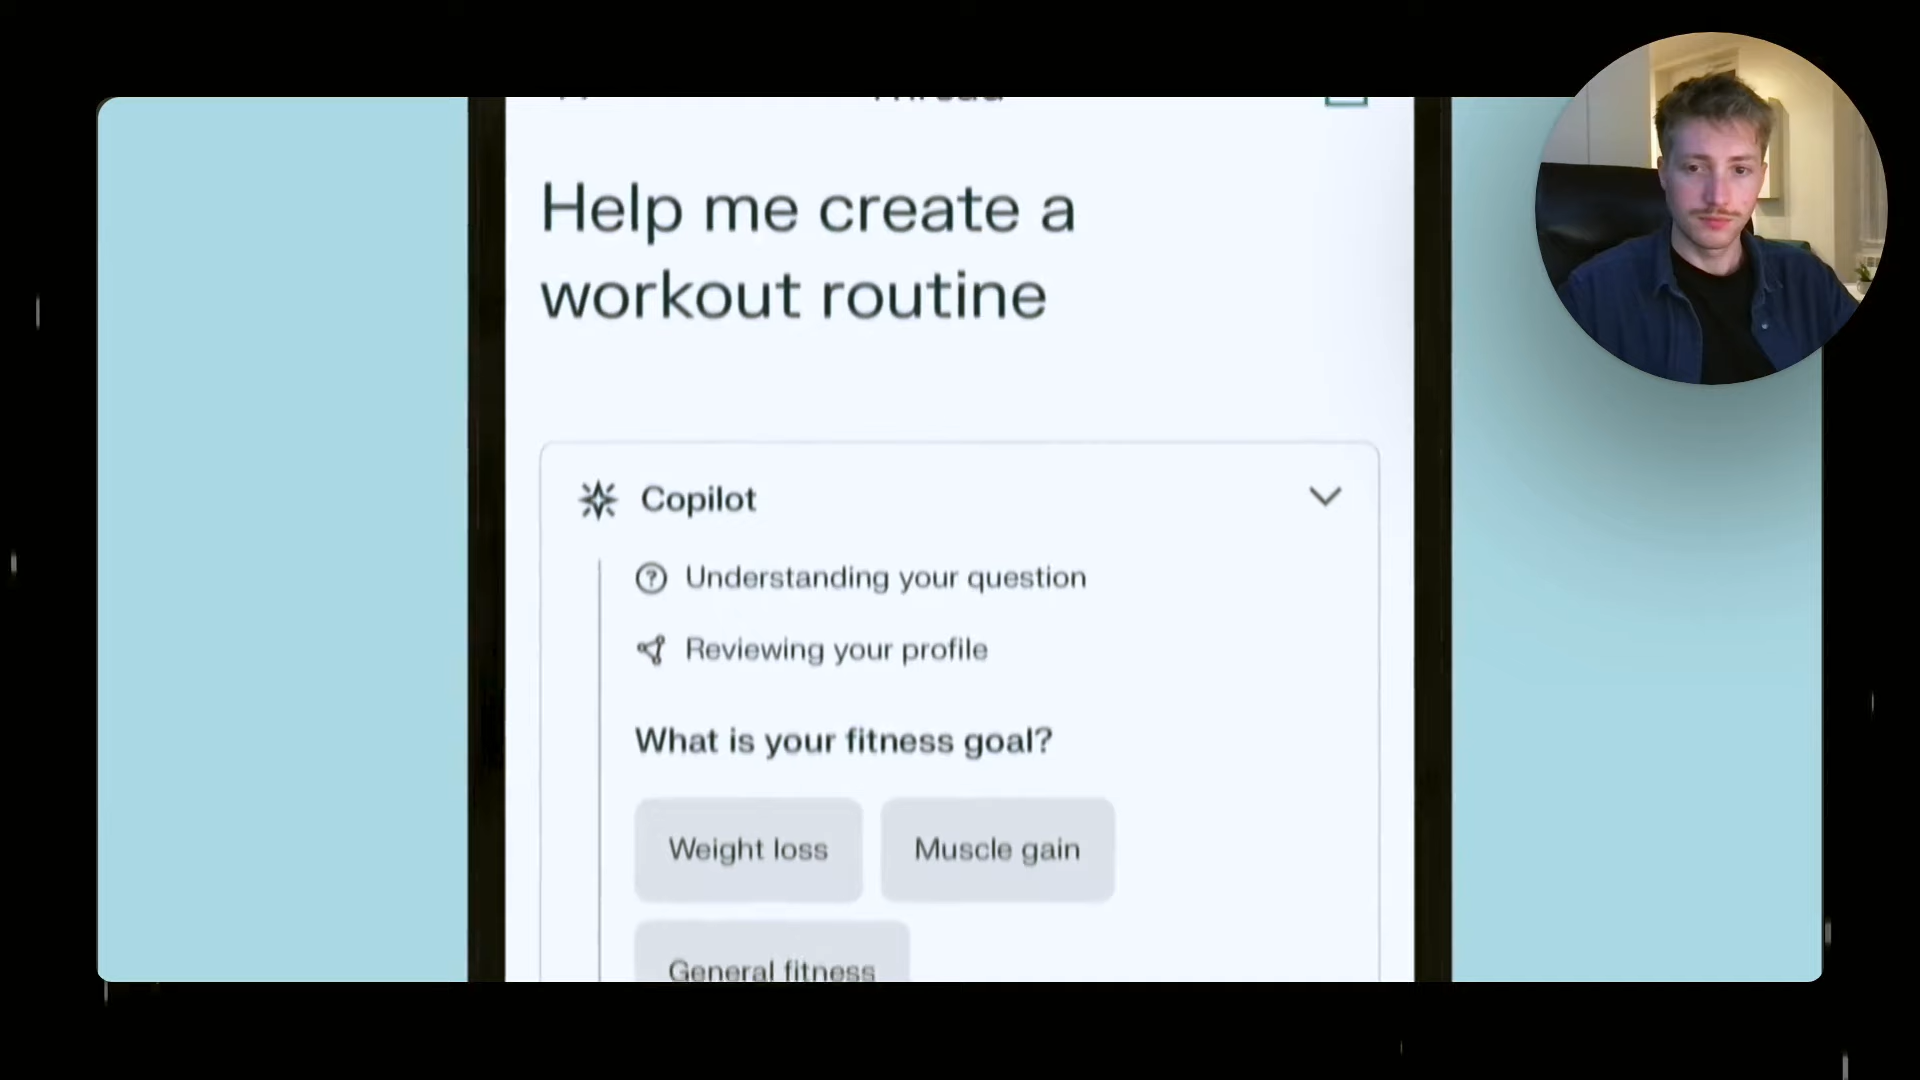 Thread
Help me create a
workout routine
Copilot
Understanding your question
Reviewing your profile
What is your fitness goal?
Weight loss
Muscle gain
General fitness